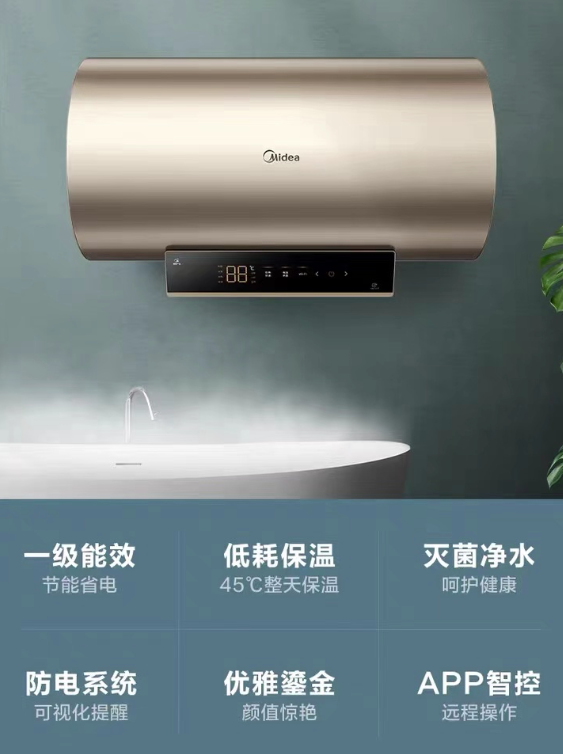 Midea
88
一级能效
低耗保温
灭菌净水
节能省电
45℃整天保温
呵护健康
防电系统
优雅鎏金
APP智控
可视化提醒
颜值惊艳
远程操作